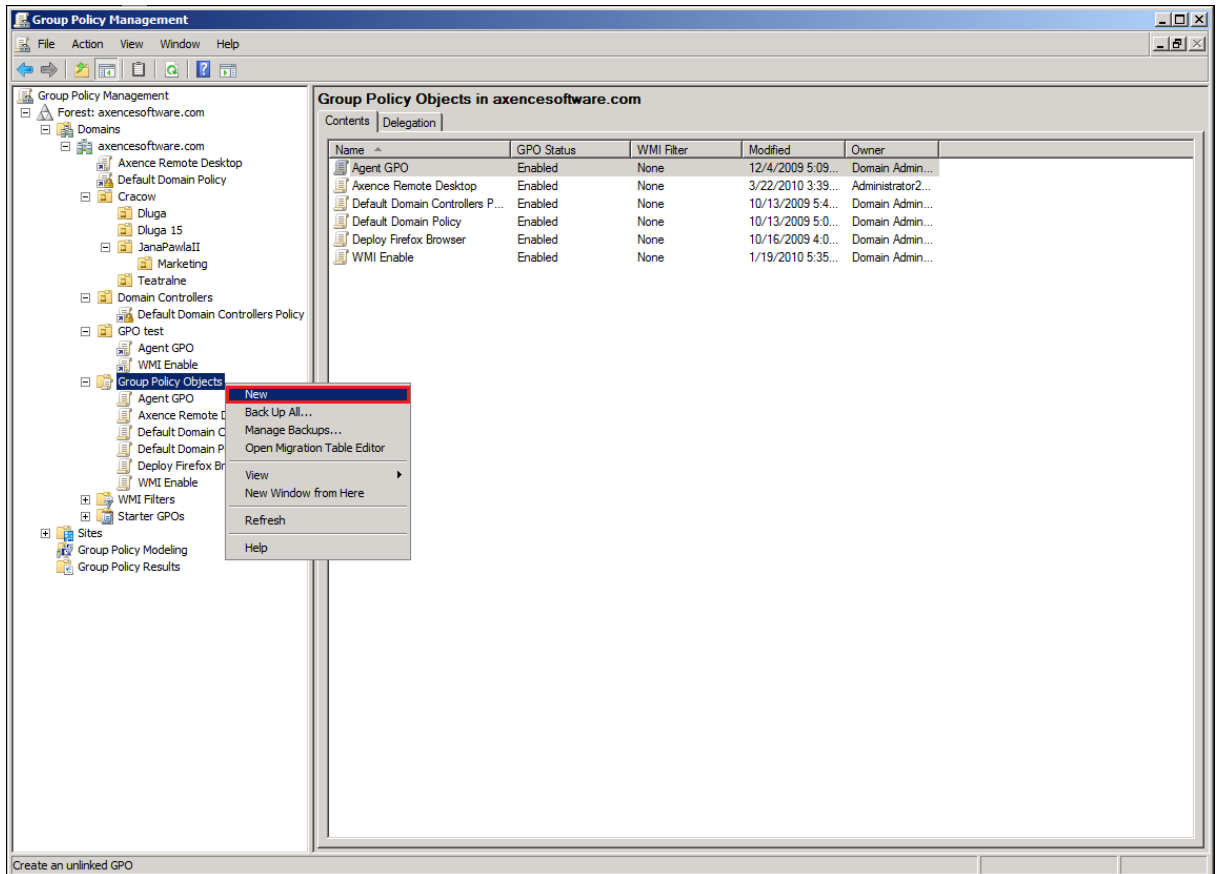 Group Policy Management
File Action View Window Help
Group Policy Management
Forest: axencesoftware.com
Domains
axencesoftware.com
Axence Remote Desktop
Default Domain Policy
Cracow
Dluga
Dluga 15
JanaPawlaII
Marketing
Teatralne
Domain Controllers
Default Domain Controllers Policy
GPO test
Agent GPO
WMI Enable
Group Policy Objects
Agent GPO
Axence Remote D
Default Domain C
Default Domain P
Deploy Firefox Br
WMI Enable
WMI Filters
Starter GPOs
Sites
Group Policy Modeling
Group Policy Results
New
Back Up All...
Manage Backups...
Open Migration Table Editor
View
New Window from Here
Refresh
Help
Group Policy Objects in axencesoftware.com
Contents Delegation
Name GPO Status WMI Filter Modified Owner
Agent GPO Enabled None 12/4/2009 5:09... Domain Admin...
Axence Remote Desktop Enabled None 3/22/2010 3:39... Administrator2...
Default Domain Controllers P... Enabled None 10/13/2009 5:4... Domain Admin...
Default Domain Policy Enabled None 10/13/2009 5:0... Domain Admin...
Deploy Firefox Browser Enabled None 10/16/2009 4:0... Domain Admin...
WMI Enable Enabled None 1/19/2010 5:35... Domain Admin...
Create an unlinked GPO